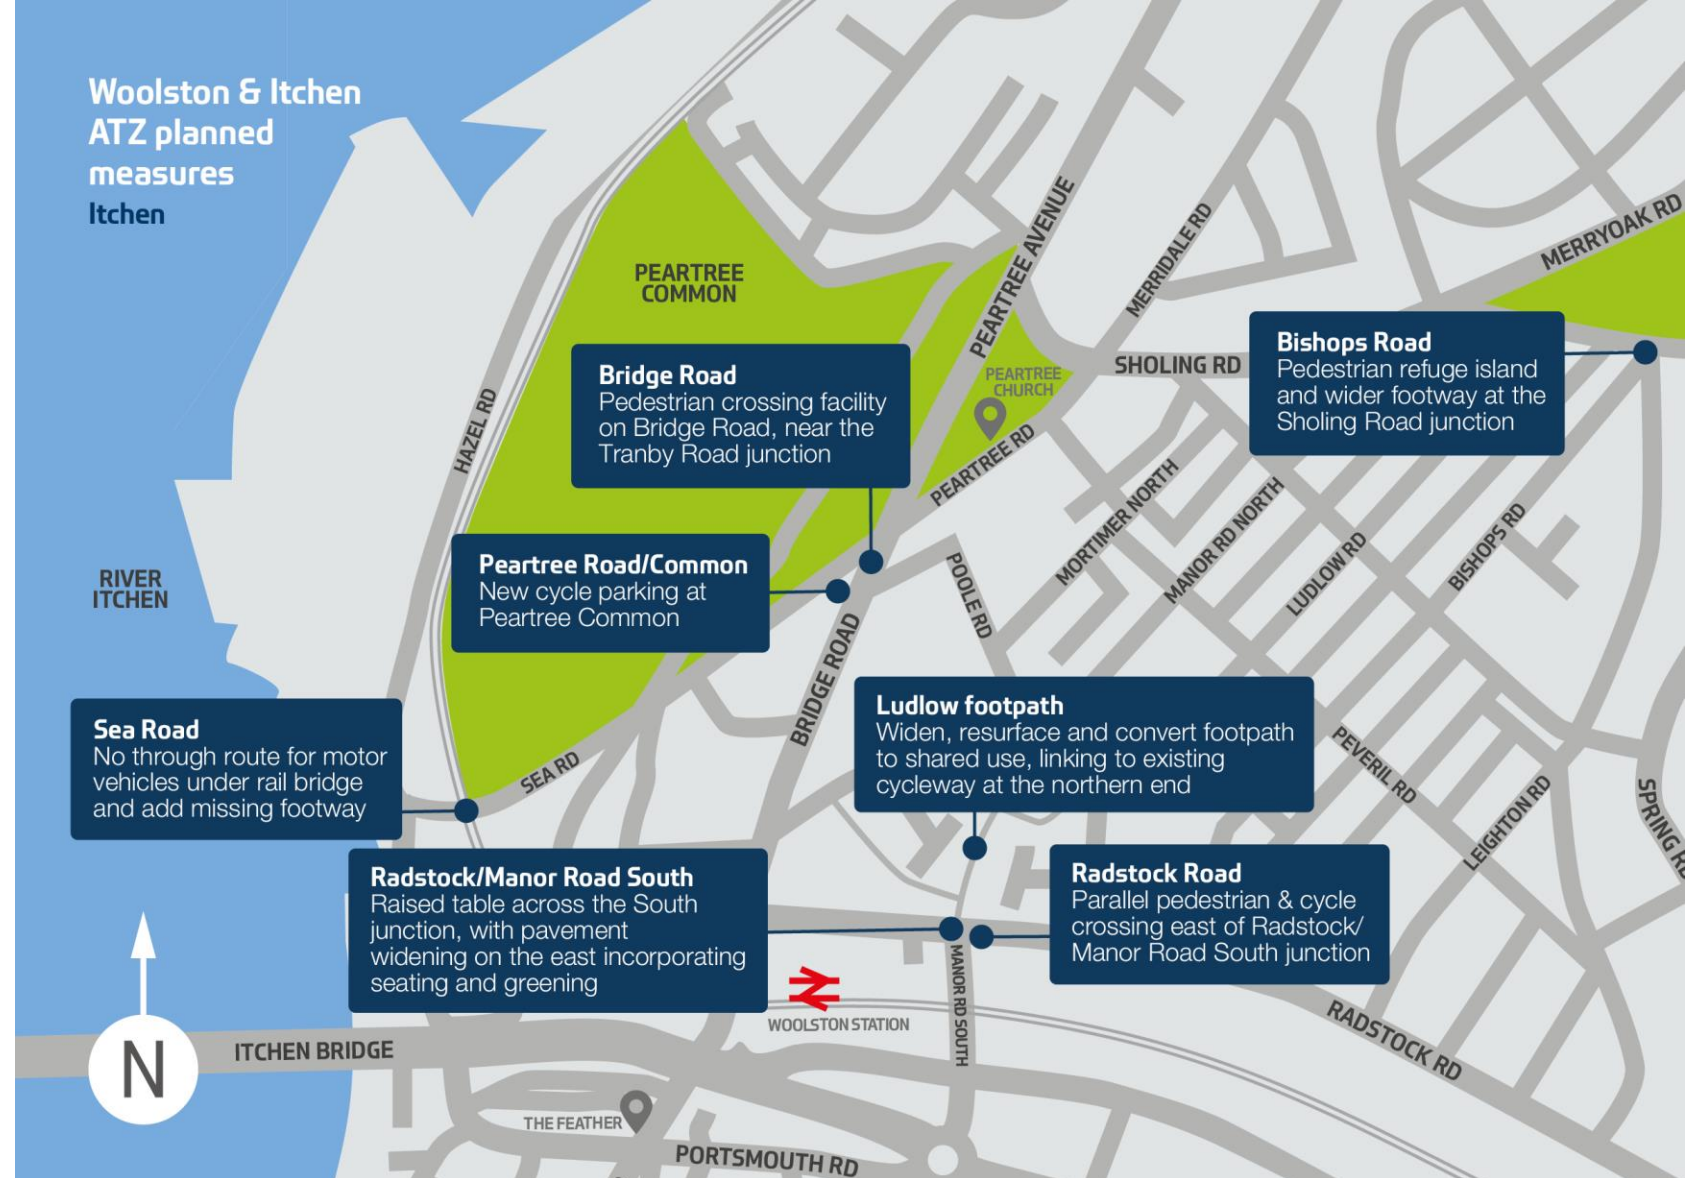 Woolston & Itchen
ATZ planned
measures
Itchen
PEARTREE
COMMON
PEARTREE AVENUE
MERRIDALE RD
MERRYOAK RD
HAZEL RD
Bridge Road
Pedestrian crossing facility
on Bridge Road, near the
Tranby Road junction
PEARTREE
CHURCH
SHOLING RD
Bishops Road
Pedestrian refuge island
and wider footway at the
Sholing Road junction
PEARTREE RD
Peartree Road/Common
New cycle parking at
Peartree Common
RIVER
ITCHEN
POOLE RD
MORTIMER NORTH
MANOR RD NORTH
LUDLOW RD
BISHOPS RD
BRIDGE ROAD
Sea Road
No through route for motor
vehicles under rail bridge
and add missing footway
SEA RD
Ludlow footpath
Widen, resurface and convert footpath
to shared use, linking to existing
cycleway at the northern end
PEVERIL RD
LEIGHTON RD
SPRING RD
Radstock/Manor Road South
Raised table across the South
junction, with pavement
widening on the east incorporating
seating and greening
Radstock Road
Parallel pedestrian & cycle
crossing east of Radstock/
Manor Road South junction
MANOR RD SOUTH
WOOLSTON STATION
RADSTOCK RD
N
ITCHEN BRIDGE
THE FEATHER
PORTSMOUTH RD